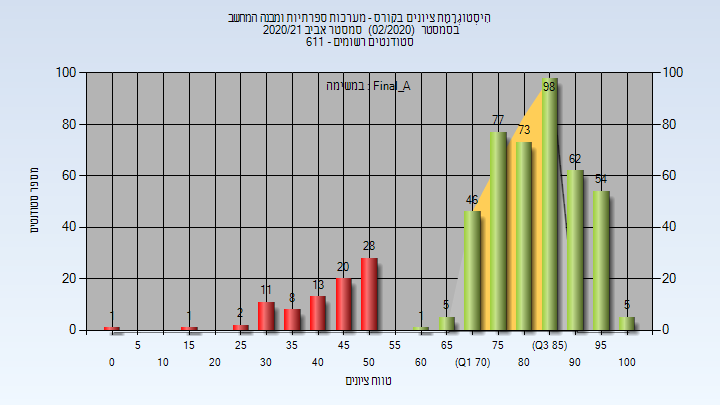 היסטוגרמת ציונים בקורס - מערכות ספרתיות ומבנה המחשב
בסמסטר (02/2020) סמסטר אביב 2020/21
סטודנטים רשומים - 611
במשימה : Final_A
מספר סטודנטים
100 80 60 40 20 0
100 80 60 40 20 0
1 1 2 11 8 13 20 28 1 5 46 77 73 98 62 54 5
5 15 25 35 45 55 65 75 (Q3 85) 95
0 10 20 30 40 50 60 (Q1 70) 80 90 100
טווח ציונים